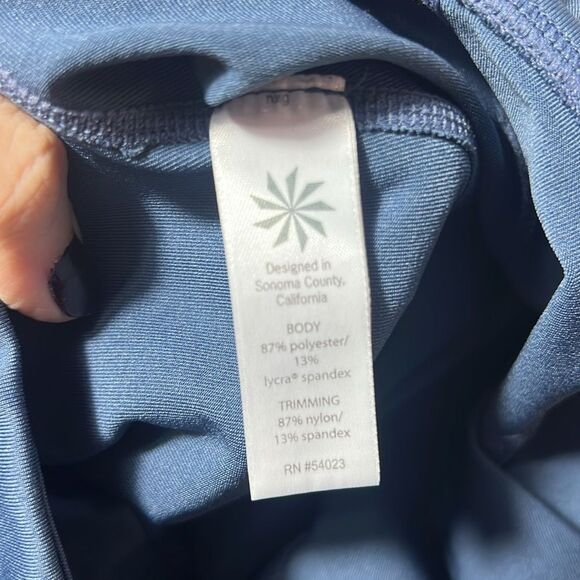 Designed in
Sonoma County,
California
BODY
87% polyester/
13%
lycra® spandex
TRIMMING
87% nylon/
13% spandex
RN #54023